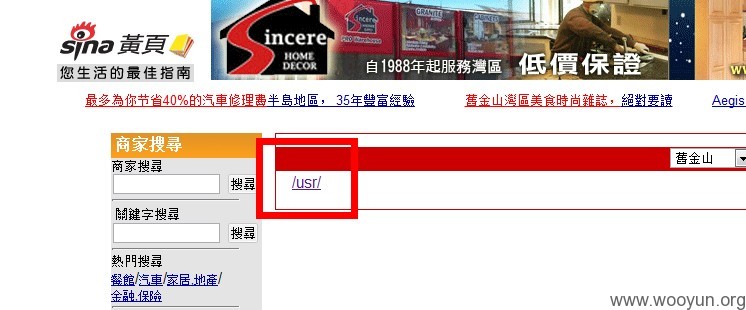 sina 黃頁
您生活的最佳指南
Sincere
HOME
DECOR
GRANITE
CABINETS
PRO Warehouse
自1988年起服務灣區 低價保證
最多為你节省40%的汽車修理費半島地區, 35年豐富經驗
舊金山灣區美食時尚雜誌,絕對要讀
Aegis
商家搜尋
商家搜尋
搜尋
舊金山
/usr/
關鍵字搜尋
搜尋
熱門搜尋
餐館/汽車/家居.地產/
金融.保險
www.wooyun.org